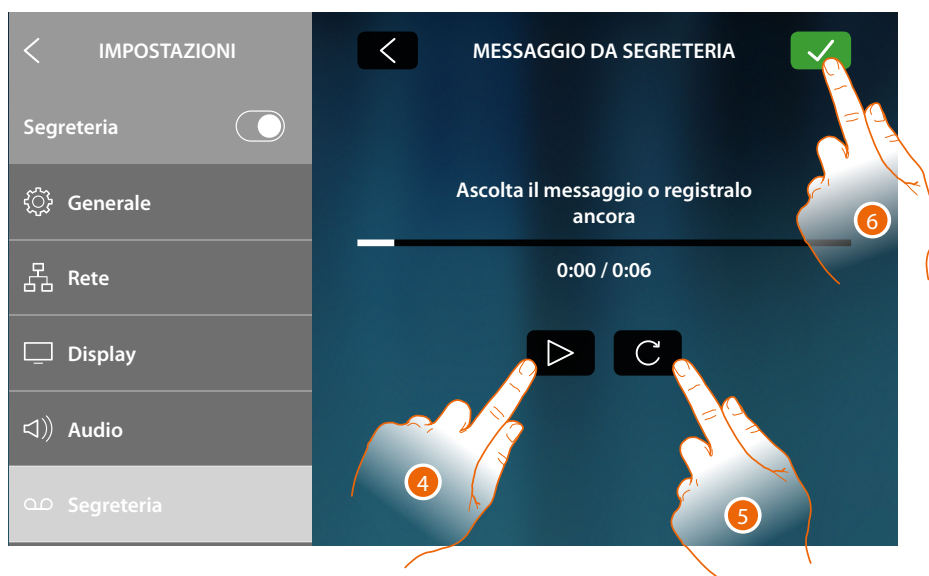 IMPOSTAZIONI
Segreteria
Generale
Rete
Display
Audio
Segreteria
MESSAGGIO DA SEGRETERIA
Ascolta il messaggio o registralo
ancora
0:00 / 0:06
4
5
6